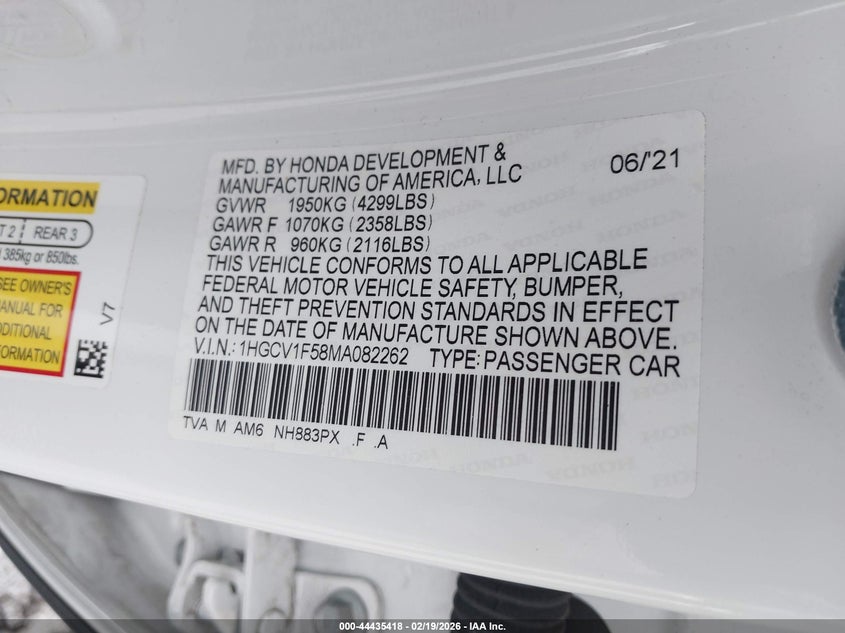 MFD. BY HONDA DEVELOPMENT & 06/'21
MANUFACTURING OF AMERICA, LLC
GVWR 1950KG (4299LBS)
GAWR F 1070KG (2358LBS)
GAWR R 960KG (2116LBS)
THIS VEHICLE CONFORMS TO ALL APPLICABLE
FEDERAL MOTOR VEHICLE SAFETY, BUMPER,
AND THEFT PREVENTION STANDARDS IN EFFECT
ON THE DATE OF MANUFACTURE SHOWN ABOVE.
V.I.N.: 1HGCV1F58MA082262 TYPE: PASSENGER CAR
TVA M AM6 NH883PX .F .A
ORMATION
T 2 REAR 3
385kg or 850lbs.
SEE OWNER'S
MANUAL FOR
DDITIONAL
FORMATION
V7
HONDA
000-44435418 - 02/19/2026 - IAA Inc.